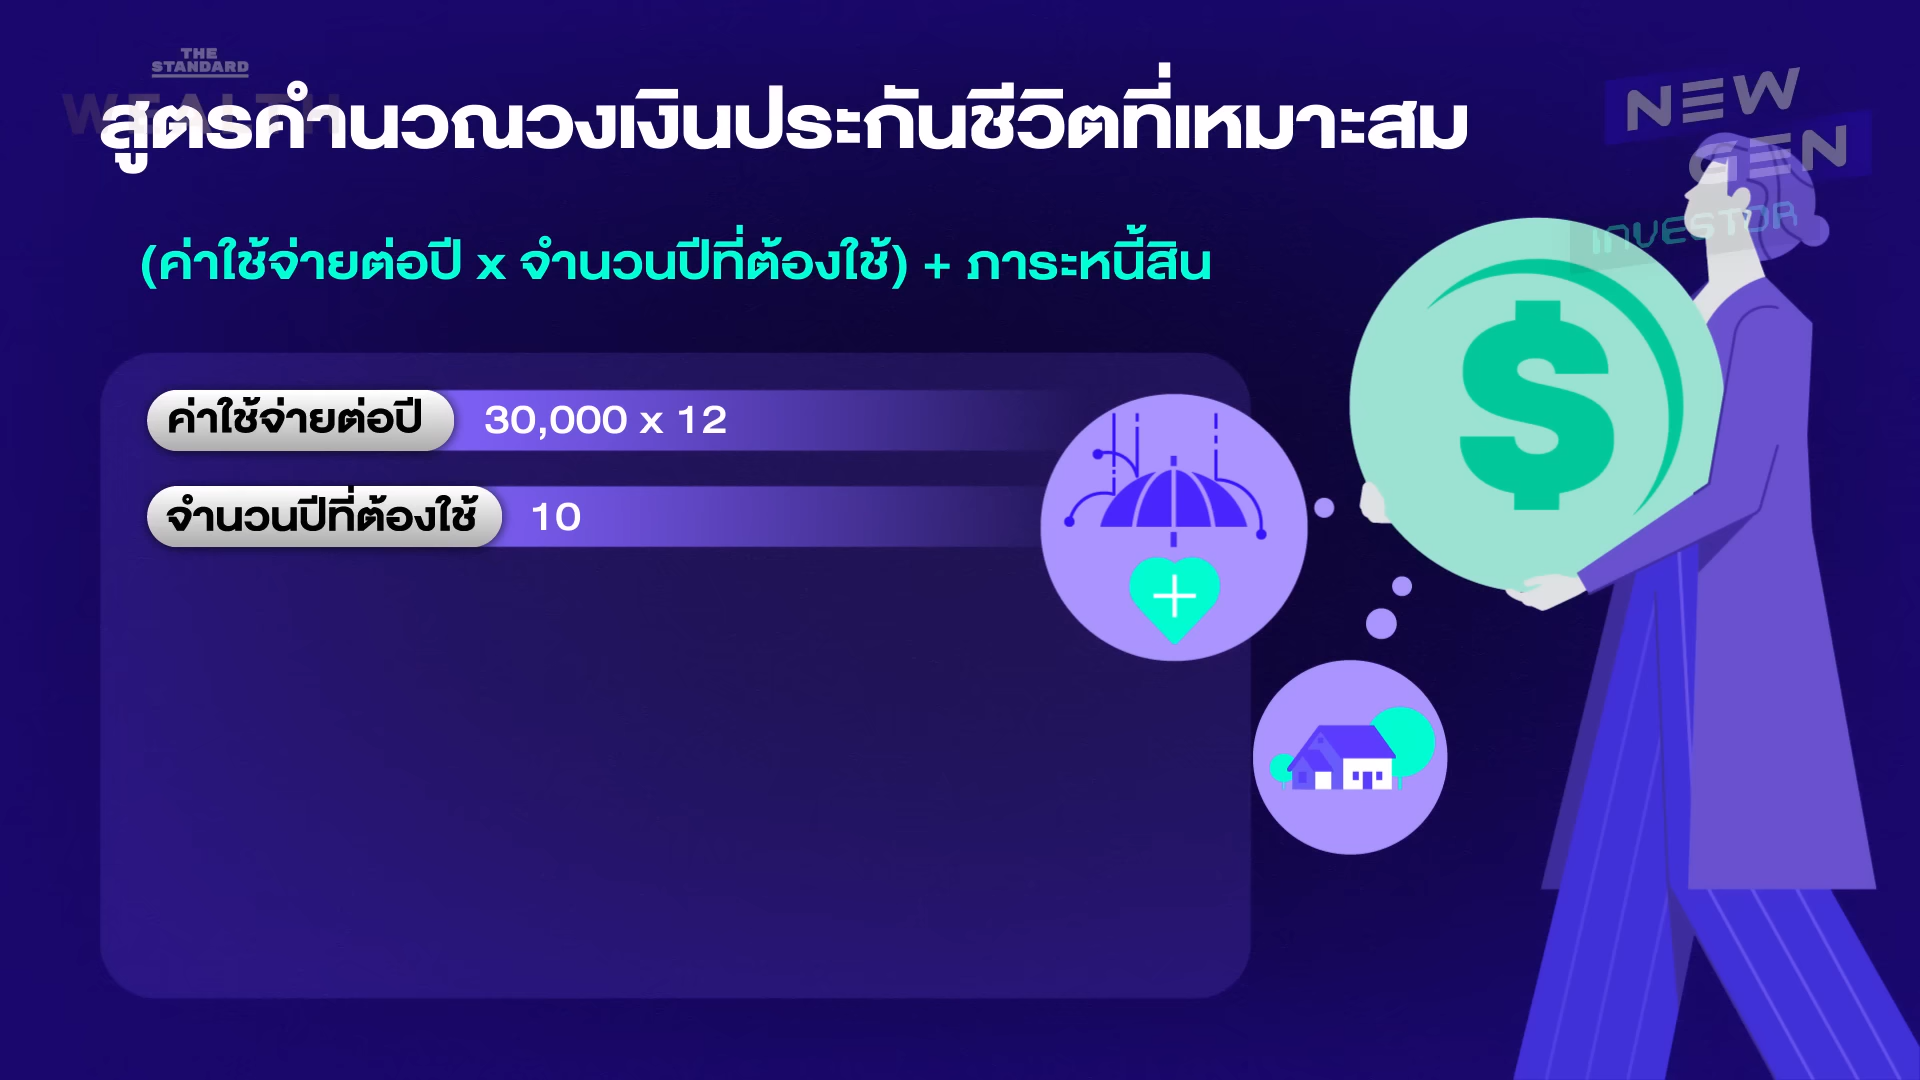 THE
STANDARD
WEALTH
สูตรคำนวณวงเงินประกันชีวิตที่เหมาะสม
NEW
GEN
INVESTOR
(ค่าใช้จ่ายต่อปี x จำนวนปีที่ต้องใช้) + ภาระหนี้สิน
ค่าใช้จ่ายต่อปี 30,000 x 12
จำนวนปีที่ต้องใช้ 10